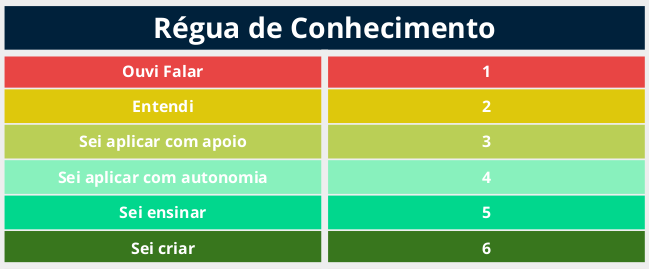 Régua de Conhecimento
Ouvi Falar 1
Entendi 2
Sei aplicar com apoio 3
Sei aplicar com autonomia 4
Sei ensinar 5
Sei criar 6